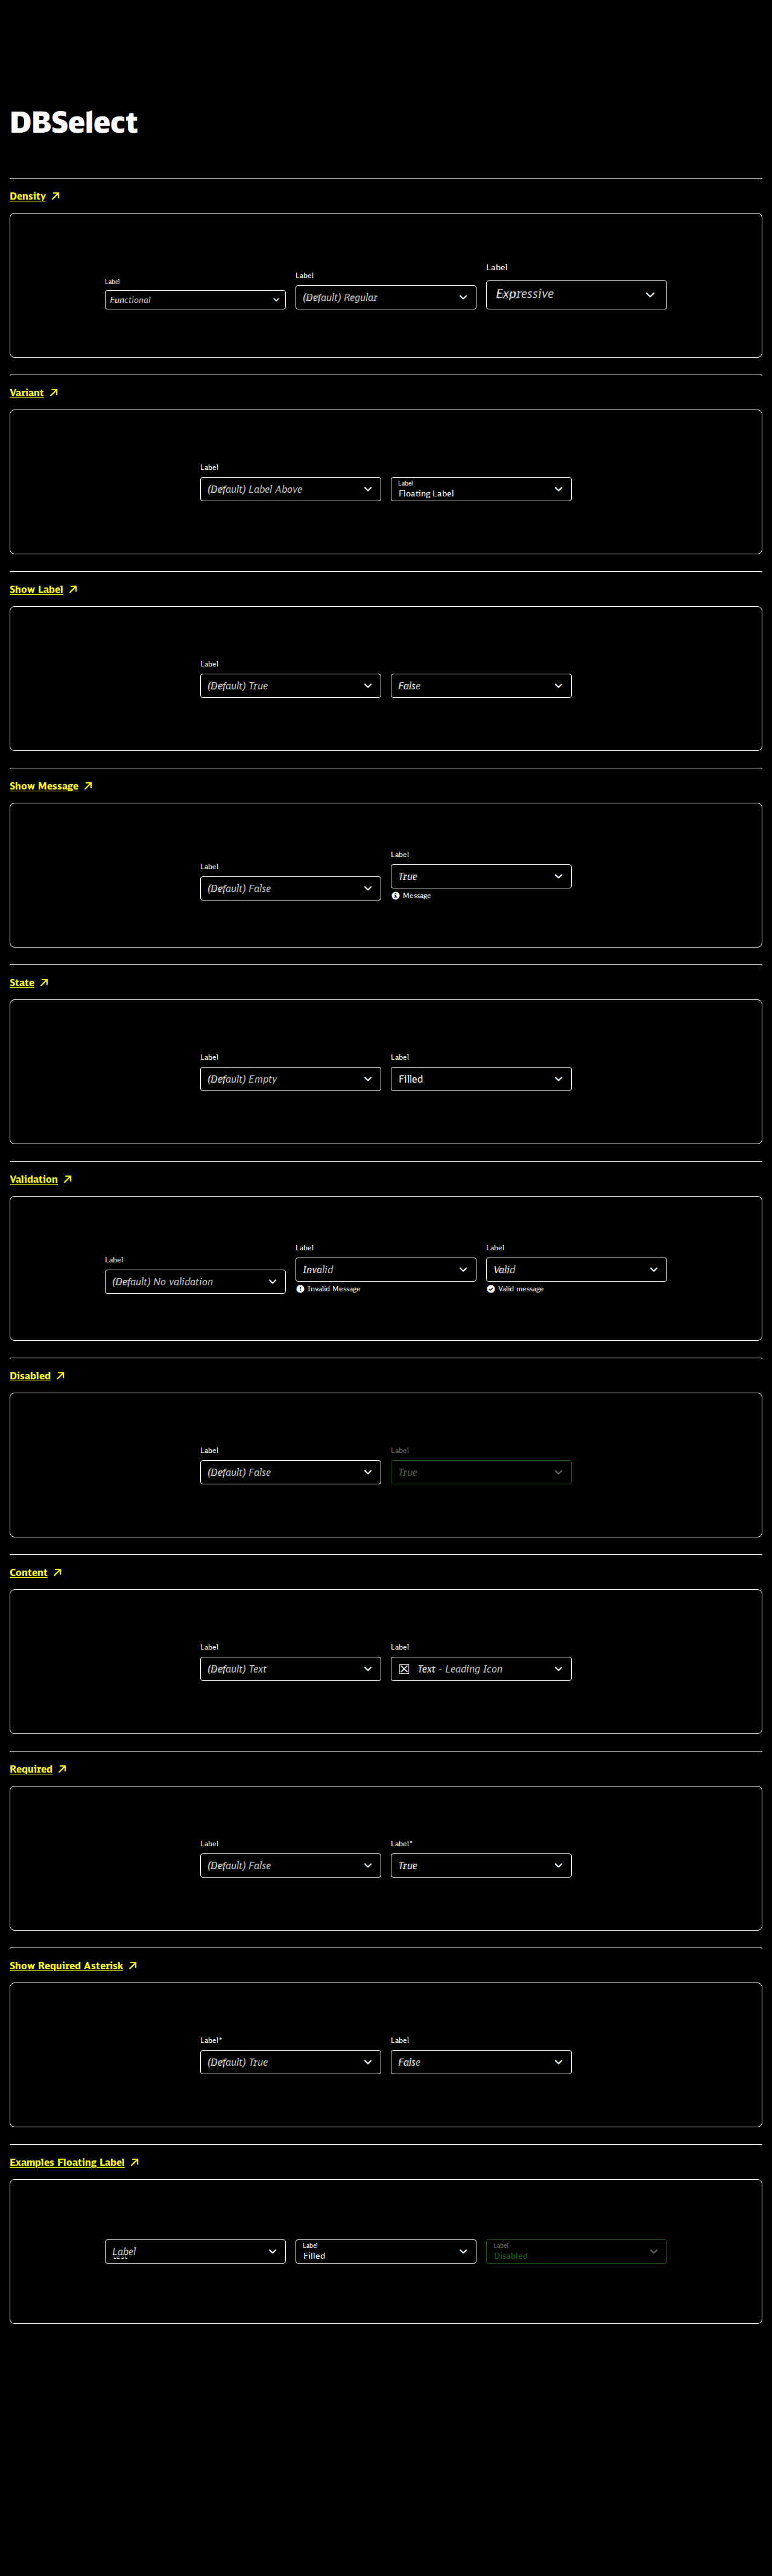 DBSelect
Density
Label
Label
Label
Functional
(Default) Regular
Expressive
Variant
Label
(Default) Label Above
Label
Floating Label
Show Label
Label
(Default) True
False
Show Message
Label
(Default) False
Label
True
Message
State
Label
Label
(Default) Empty
Filled
Validation
Label
(Default) No validation
Label
Invalid
Invalid Message
Label
Valid
Valid message
Disabled
Label
Label
(Default) False
True
Content
Label
Label
(Default) Text
Text - Leading Icon
Required
Label
Label*
(Default) False
True
Show Required Asterisk
Label*
Label
(Default) True
False
Examples Floating Label
Label
Label
Filled
Label
Disabled